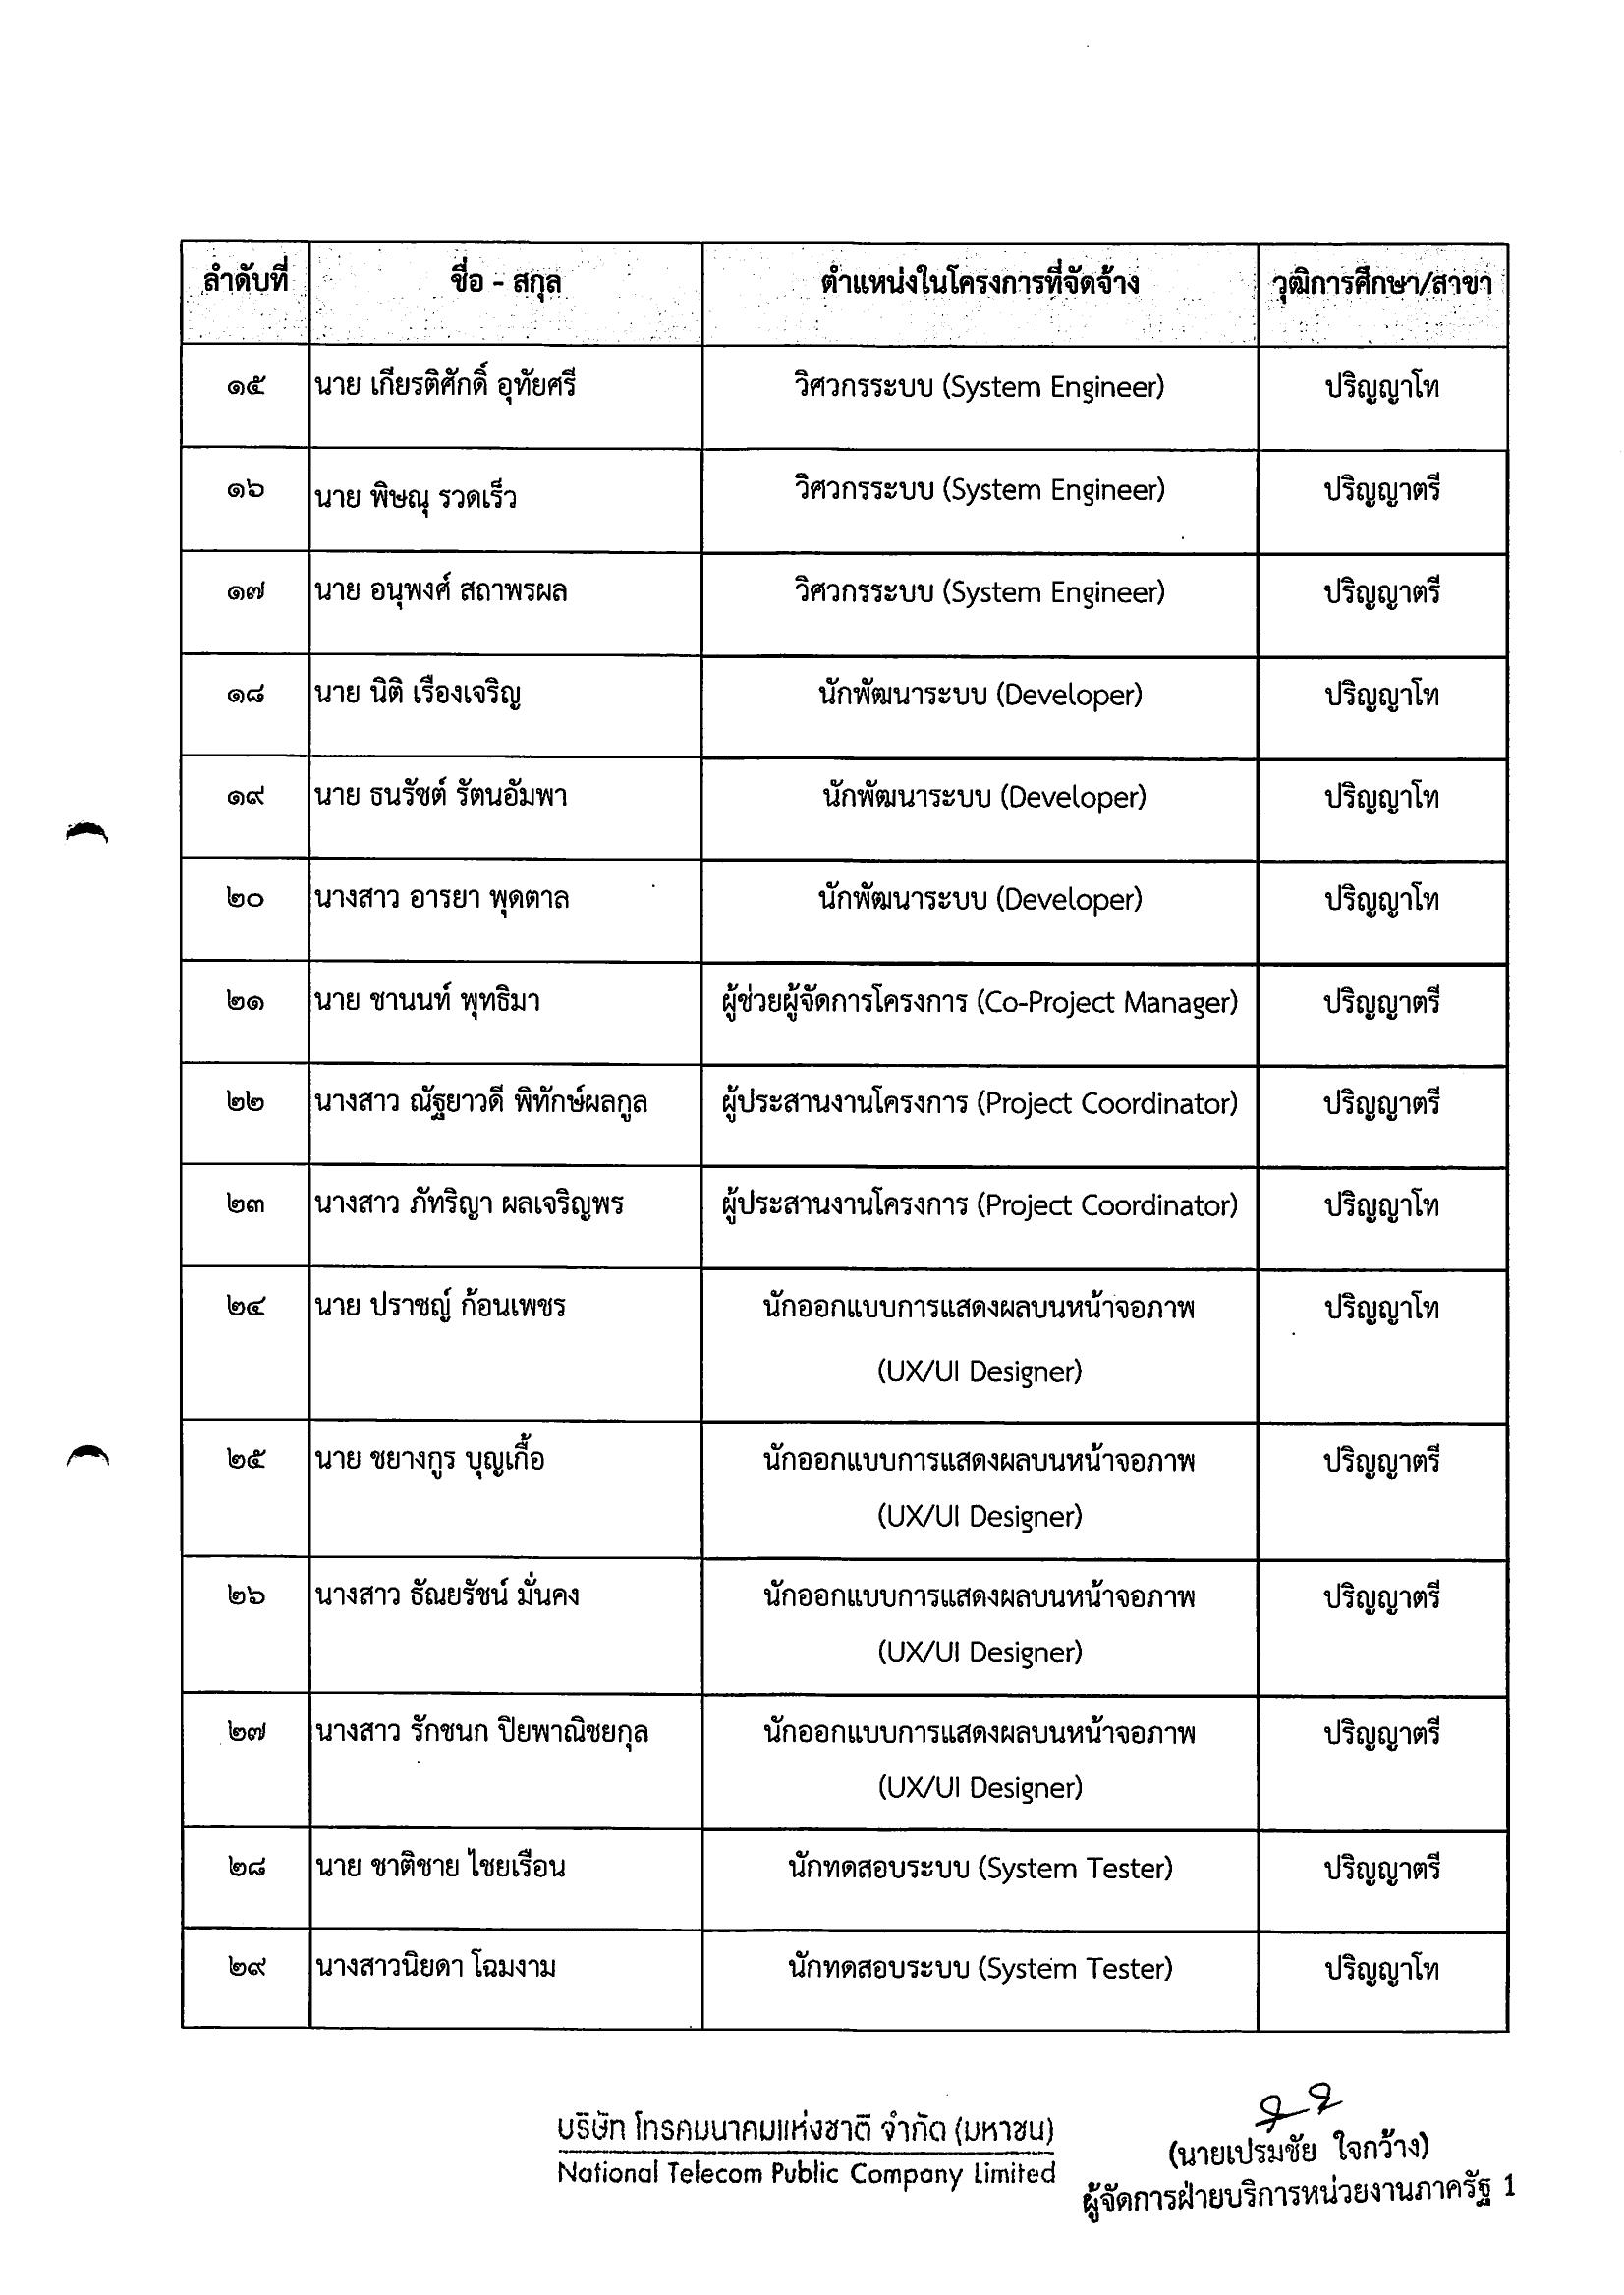 ลำดับที่ ชื่อ - สกุล ตำแหน่งในโครงการที่จัดจ้าง วุฒิการศึกษา/สาขา
๑๕ นาย เกียรติศักดิ์ อุทัยศรี วิศวกรระบบ (System Engineer) ปริญญาโท
๑๖ นาย พิษณุ รวดเร็ว วิศวกรระบบ (System Engineer) ปริญญาตรี
๑๗ นาย อนุพงศ์ สถาพรผล วิศวกรระบบ (System Engineer) ปริญญาตรี
๑๘ นาย นิติ เรืองเจริญ นักพัฒนาระบบ (Developer) ปริญญาโท
๑๙ นาย ธนรัชต์ รัตนอัมพา นักพัฒนาระบบ (Developer) ปริญญาโท
๒๐ นางสาว อารยา พุดตาล นักพัฒนาระบบ (Developer) ปริญญาโท
๒๑ นาย ชานนท์ พุทธิมา ผู้ช่วยผู้จัดการโครงการ (Co-Project Manager) ปริญญาตรี
๒๒ นางสาว ณัฐยาวดี พิทักษ์ผลกูล ผู้ประสานงานโครงการ (Project Coordinator) ปริญญาตรี
๒๓ นางสาว ภัทริญา ผลเจริญพร ผู้ประสานงานโครงการ (Project Coordinator) ปริญญาโท
๒๔ นาย ปราชญ์ ก้อนเพชร นักออกแบบการแสดงผลบนหน้าจอภาพ ปริญญาโท
(UX/UI Designer)
๒๕ นาย ชยางกูร บุญเกื้อ นักออกแบบการแสดงผลบนหน้าจอภาพ ปริญญาตรี
(UX/UI Designer)
๒๖ นางสาว ธัณยรัชน์ มั่นคง นักออกแบบการแสดงผลบนหน้าจอภาพ ปริญญาตรี
(UX/UI Designer)
๒๗ นางสาว รักชนก ปิยพาณิชยกุล นักออกแบบการแสดงผลบนหน้าจอภาพ ปริญญาตรี
(UX/UI Designer)
๒๘ นาย ชาติชาย ไชยเรือน นักทดสอบระบบ (System Tester) ปริญญาตรี
๒๙ นางสาวนิยดา โฉมงาม นักทดสอบระบบ (System Tester) ปริญญาโท
บริษัท โทรคมนาคมแห่งชาติ จำกัด (มหาชน)
National Telecom Public Company Limited
(นายเปรมชัย ใจกว้าง)
ผู้จัดการฝ่ายบริการหน่วยงานภาครัฐ 1